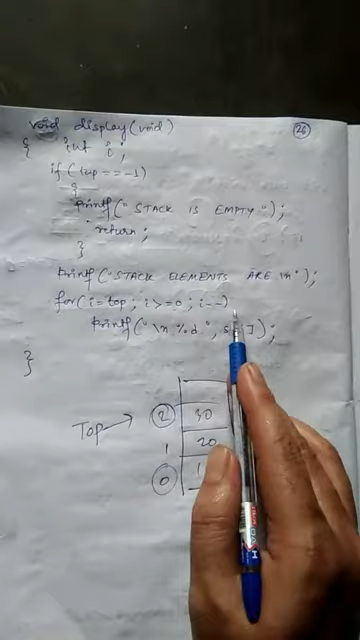 void display(void)
26
{ int i;
if (top == -1)
{
printf("STACK IS EMPTY");
return;
}
printf("STACK ELEMENTS ARE \n");
for(i=top; i>=0; i--)
printf("\n %d",
}
Top
2 30
1 20
0